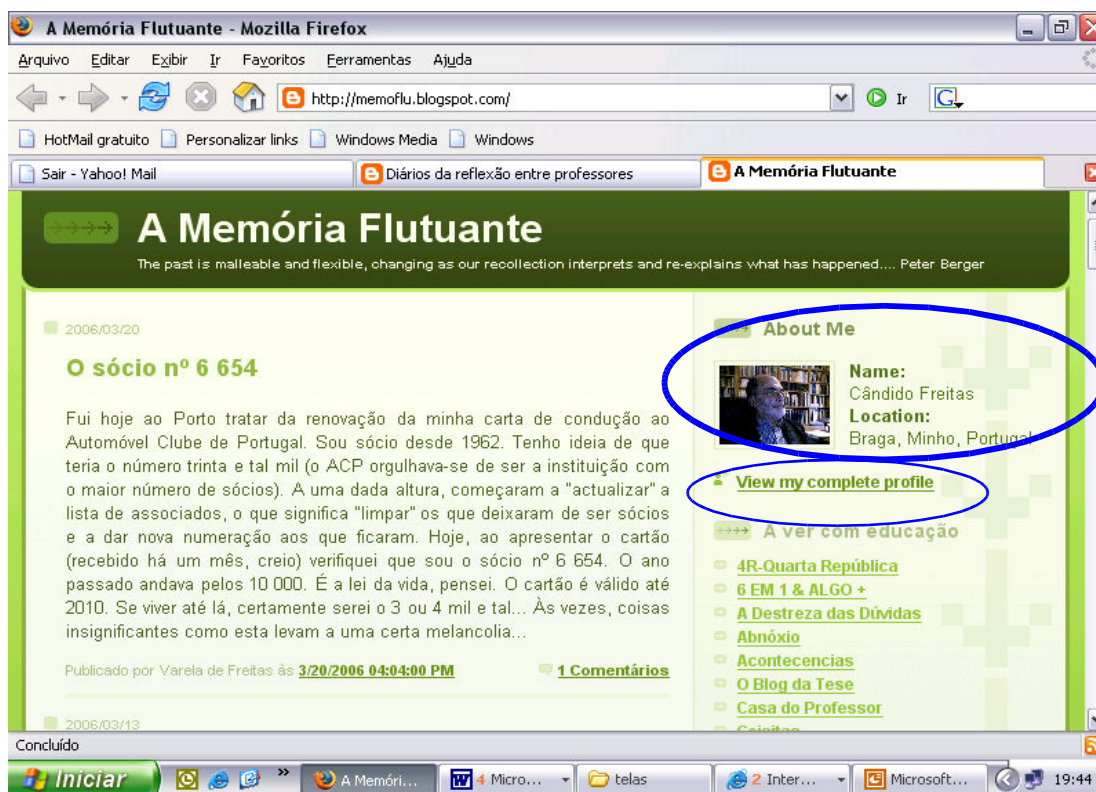 A Memória Flutuante - Mozilla Firefox
Arquivo Editar Exibir Ir Favoritos Ferramentas Ajuda
http://memoflu.blogspot.com/ Ir G
HotMail gratuito Personalizar links Windows Media Windows
Sair - Yahoo! Mail Diários da reflexão entre professores A Memória Flutuante
A Memória Flutuante
The past is malleable and flexible, changing as our recollection interprets and re-explains what has happened.... Peter Berger
2006/03/20
O sócio nº 6 654
Fui hoje ao Porto tratar da renovação da minha carta de condução ao
Automóvel Clube de Portugal. Sou sócio desde 1962. Tenho ideia de que
teria o número trinta e tal mil (o ACP orgulhava-se de ser a instituição com
o maior número de sócios). A uma dada altura, começaram a "actualizar" a
lista de associados, o que significa "limpar" os que deixaram de ser sócios
e a dar nova numeração aos que ficaram. Hoje, ao apresentar o cartão
(recebido há um mês, creio) verifiquei que sou o sócio nº 6 654. O ano
passado andava pelos 10 000. É a lei da vida, pensei. O cartão é válido até
2010. Se viver até lá, certamente serei o 3 ou 4 mil e tal... Às vezes, coisas
insignificantes como esta levam a uma certa melancolia...
Publicado por Varela de Freitas às 3/20/2006 04:04:00 PM 1 Comentários
2006/03/13
About Me
Name:
Cândido Freitas
Location:
Braga, Minho, Portugal
View my complete profile
A ver com educação
4R-Quarta República
6 EM 1 & ALGO +
A Destreza das Dúvidas
Abnóxio
Acontecencias
O Blog da Tese
Casa do Professor
Concluído
Iniciar » A Memóri... 4 Micro... telas 2 Inter... Microsoft... 19:44